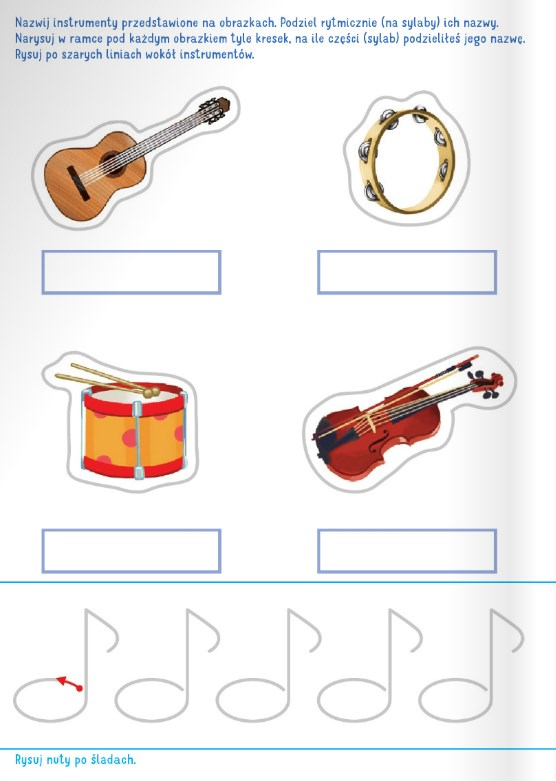 Nazwij instrumenty przedstawione na obrazkach. Podziel rytmicznie (na sylaby) ich nazwy.
Narysuj w ramce pod każdym obrazkiem tyle kresek, na ile części (sylab) podzieliłeś jego nazwę.
Rysuj po szarych liniach wokół instrumentów.
Rysuj nuty po śladach.